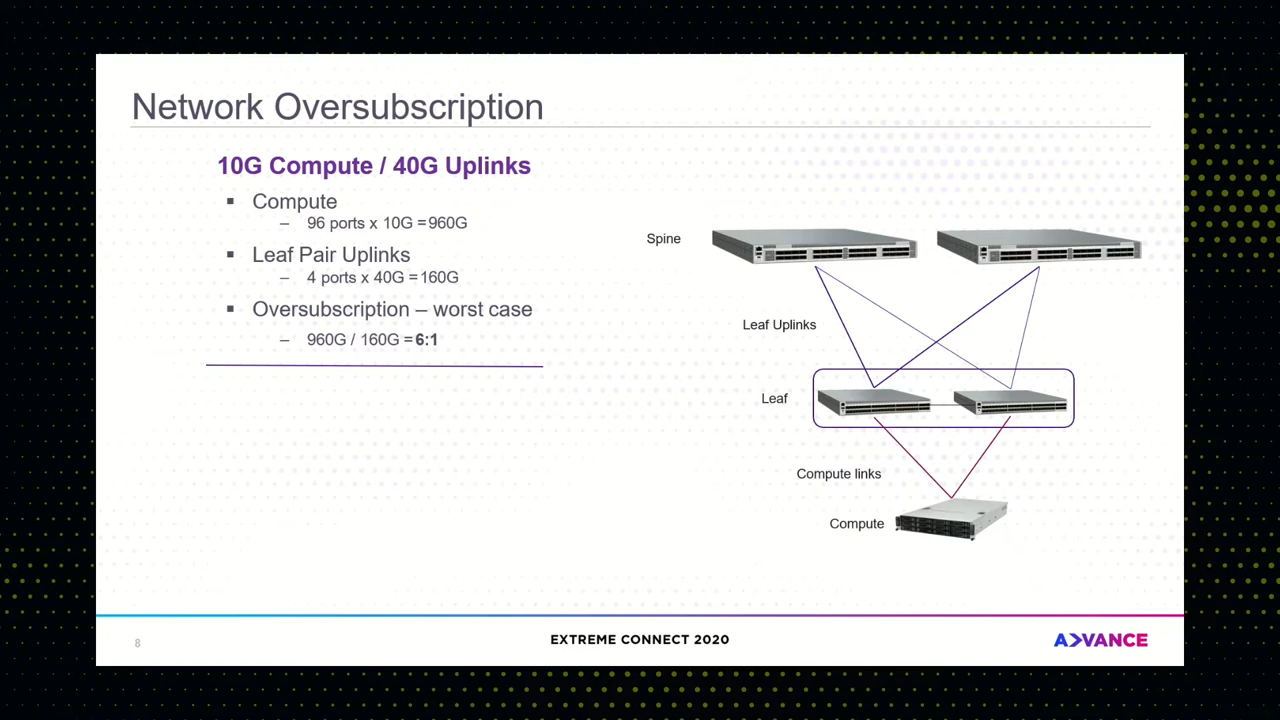 Network Oversubscription
10G Compute / 40G Uplinks
▪ Compute
– 96 ports x 10G =960G
▪ Leaf Pair Uplinks
– 4 ports x 40G =160G
▪ Oversubscription – worst case
– 960G / 160G =6:1
Spine
Leaf Uplinks
Leaf
Compute links
Compute
8
EXTREME CONNECT 2020
ADVANCE